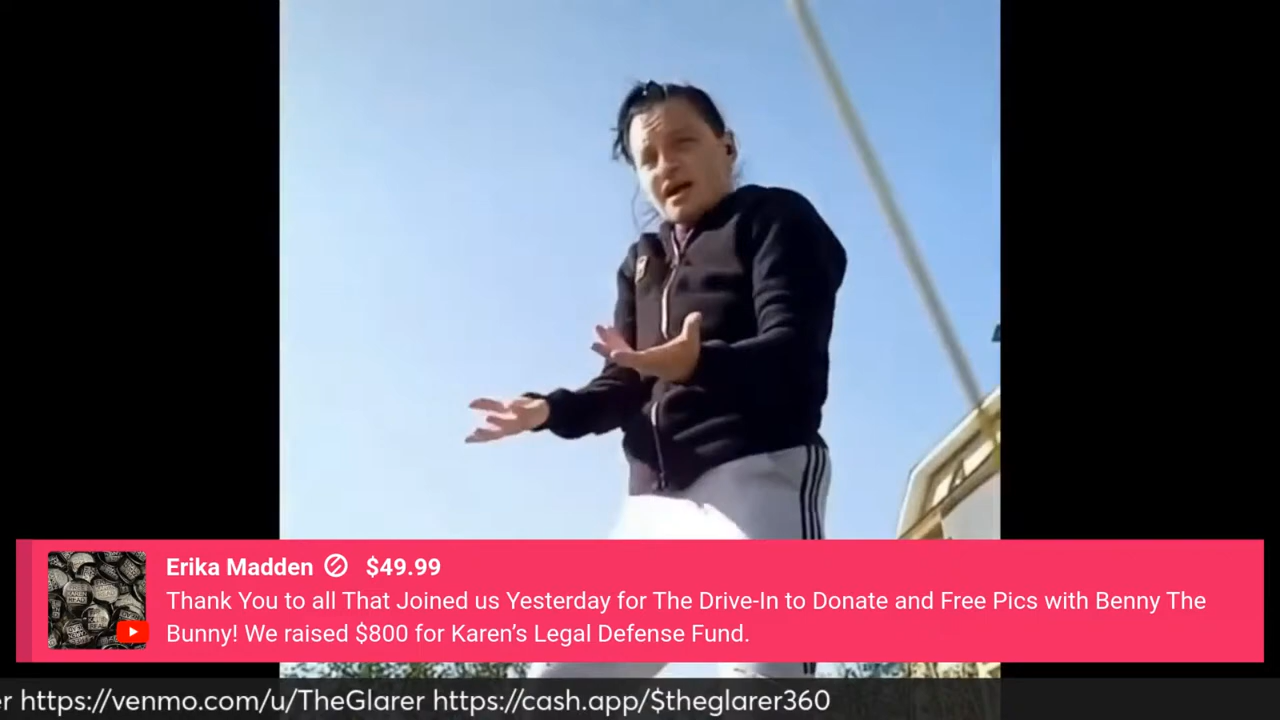 Erika Madden $49.99
Thank You to all That Joined us Yesterday for The Drive-In to Donate and Free Pics with Benny The
Bunny! We raised $800 for Karen’s Legal Defense Fund.
https://venmo.com/u/TheGlarer https://cash.app/$theglarer360